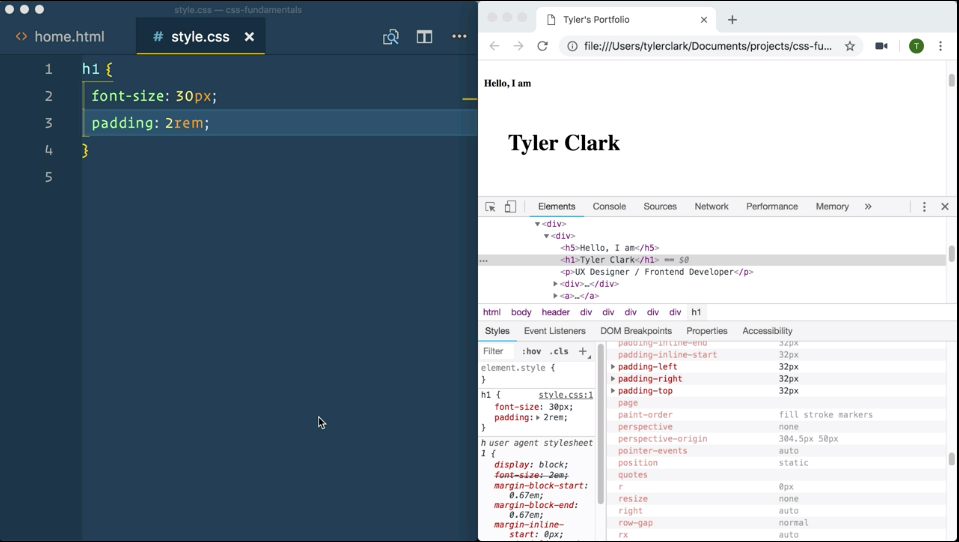 style.css — css-fundamentals
<> home.html
# style.css ×
1 h1 {
2 font-size: 30px;
3 padding: 2rem;
4 }
5
Tyler's Portfolio
file:///Users/tylerclark/Documents/projects/css-fu...
T
Hello, I am
Tyler Clark
Elements Console Sources Network Performance Memory »
▼<div>
▼<div>
<h5>Hello, I am</h5>
... <h1>Tyler Clark</h1> == $0
<p>UX Designer / Frontend Developer</p>
▶<div>…</div>
▶<a>…</a>
html body header div div div div div h1
Styles Event Listeners DOM Breakpoints Properties Accessibility
Filter :hov .cls +
element.style {
}
h1 { style.css:1
font-size: 30px;
padding:▶ 2rem;
}
h user agent stylesheet
1 {
display: block;
font-size: 2em;
margin-block-start:
0.67em;
margin-block-end:
0.67em;
margin-inline-
start: 0px;
padding-inline-end 32px
padding-inline-start 32px
▶ padding-left 32px
▶ padding-right 32px
▶ padding-top 32px
page
paint-order fill stroke markers
perspective none
perspective-origin 304.5px 50px
pointer-events auto
position static
quotes
r 0px
resize none
right auto
row-gap normal
rx auto